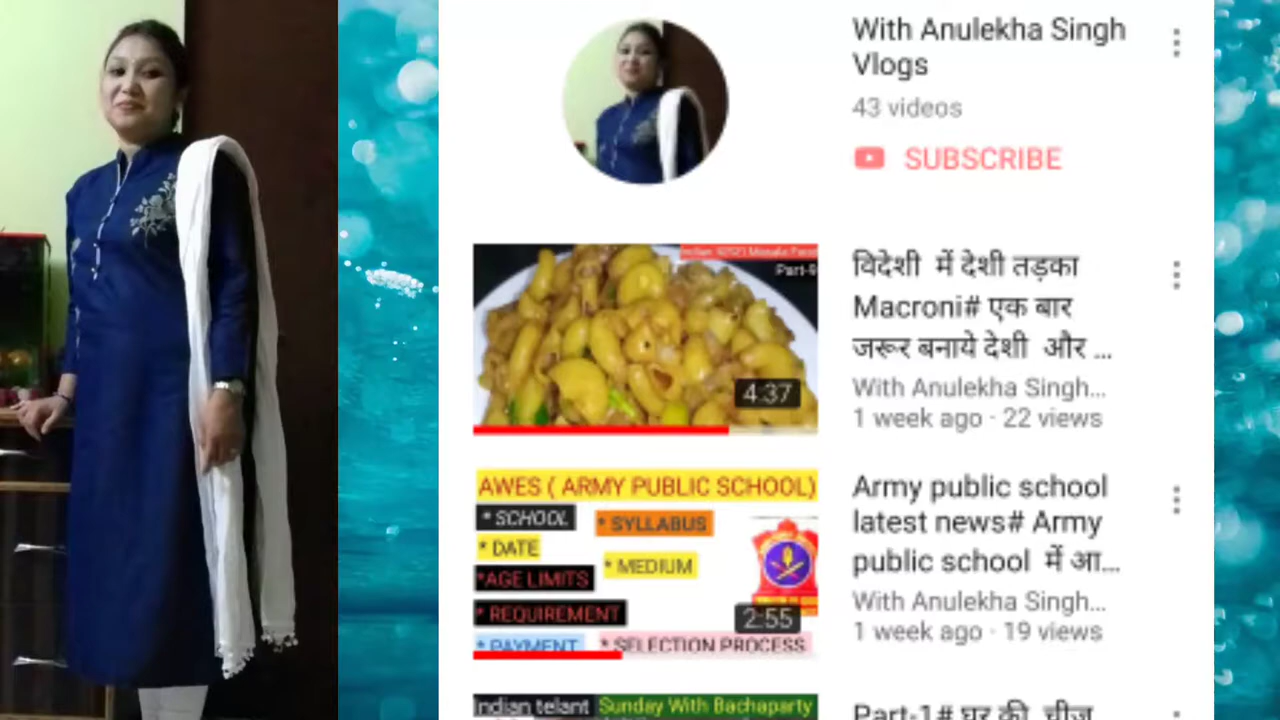 With Anulekha Singh
Vlogs
43 videos
SUBSCRIBE
Part-9
4:37
विदेशी में देशी तड़का
Macroni# एक बार
जरूर बनाये देशी और ...
With Anulekha Singh...
1 week ago · 22 views
AWES ( ARMY PUBLIC SCHOOL)
* SCHOOL
* SYLLABUS
* DATE
* MEDIUM
*AGE LIMITS
* REQUIREMENT
* PAYMENT
* SELECTION PROCESS
2:55
Army public school
latest news# Army
public school में आ...
With Anulekha Singh...
1 week ago · 19 views
Indian telant
Sunday With Bachaparty
Part-1# घर की चीज